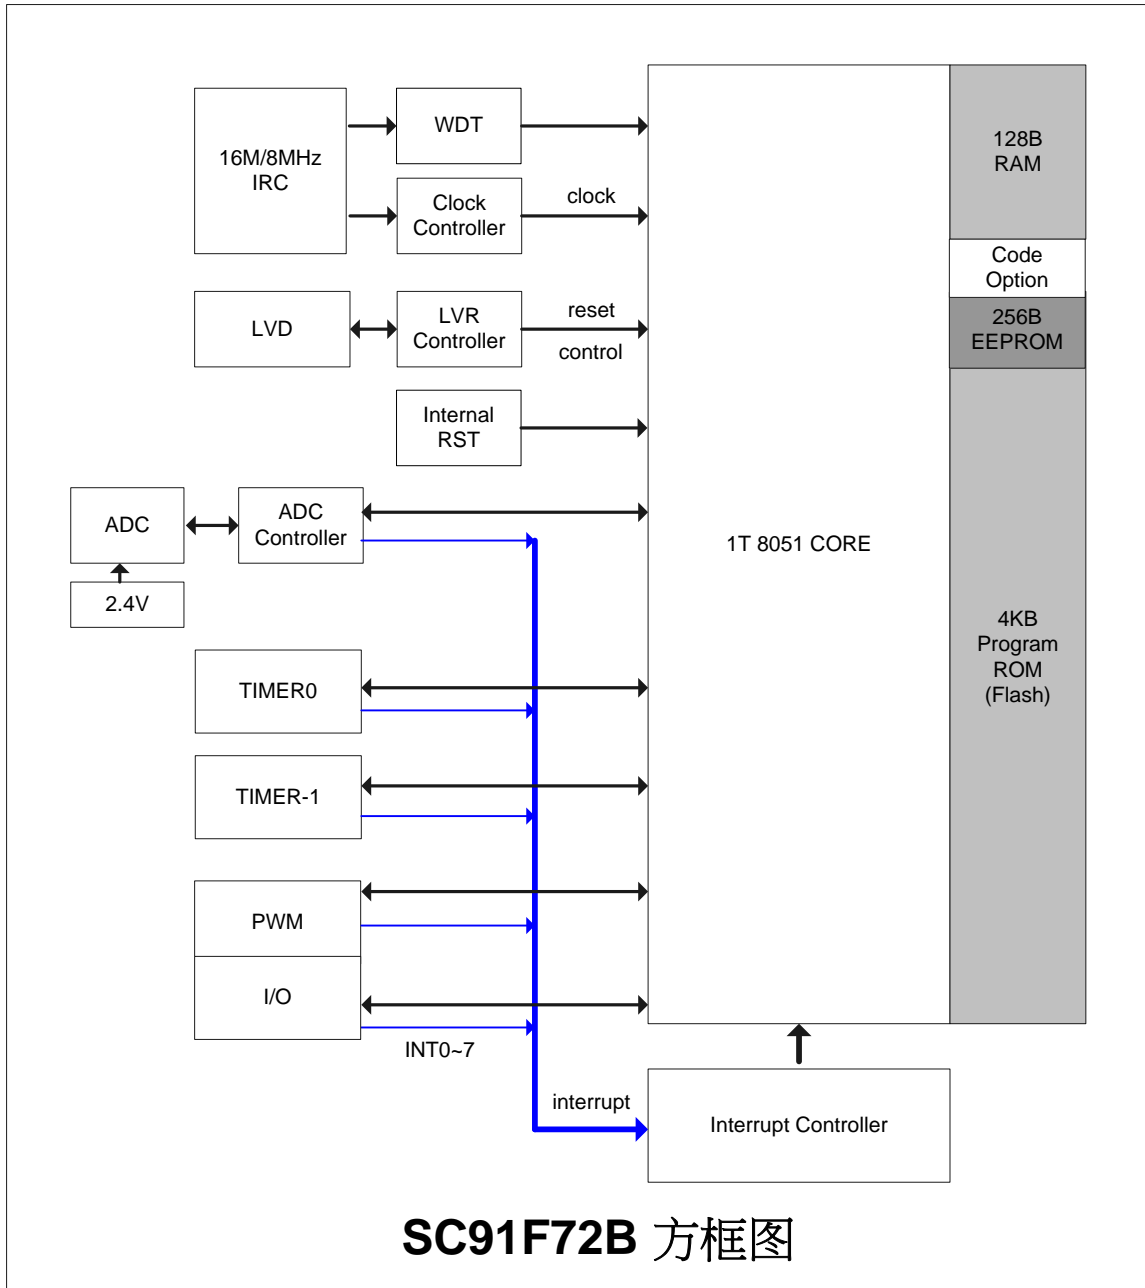 16M/8MHz
IRC
WDT
Clock
Controller
clock
LVD
LVR
Controller
reset
control
Internal
RST
ADC
ADC
Controller
2.4V
TIMER0
TIMER-1
PWM
I/O
INT0~7
interrupt
1T 8051 CORE
128B
RAM
Code
Option
256B
EEPROM
4KB
Program
ROM
(Flash)
Interrupt Controller
SC91F72B 方框图